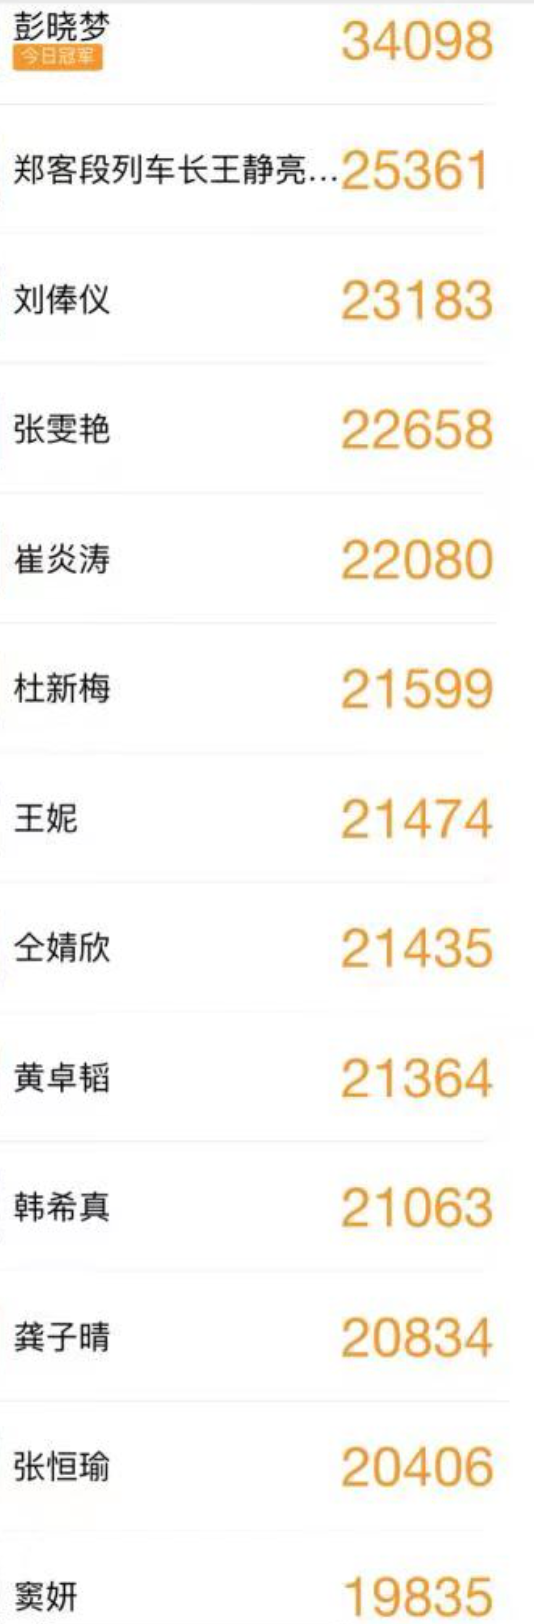 彭晓梦 34098
今日冠军
郑客段列车长王静亮... 25361
刘俸仪 23183
张雯艳 22658
崔炎涛 22080
杜新梅 21599
王妮 21474
仝婧欣 21435
黄卓韬 21364
韩希真 21063
龚子晴 20834
张恒瑜 20406
窦妍 19835